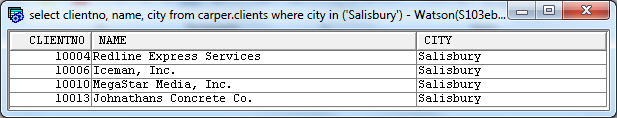 select clientno, name, city from carper.clients where city in ('Salisbury') - Watson(S103eb...
CLIENTNO NAME CITY
10004 Redline Express Services Salisbury
10006 Iceman, Inc. Salisbury
10010 MegaStar Media, Inc. Salisbury
10013 Johnathans Concrete Co. Salisbury